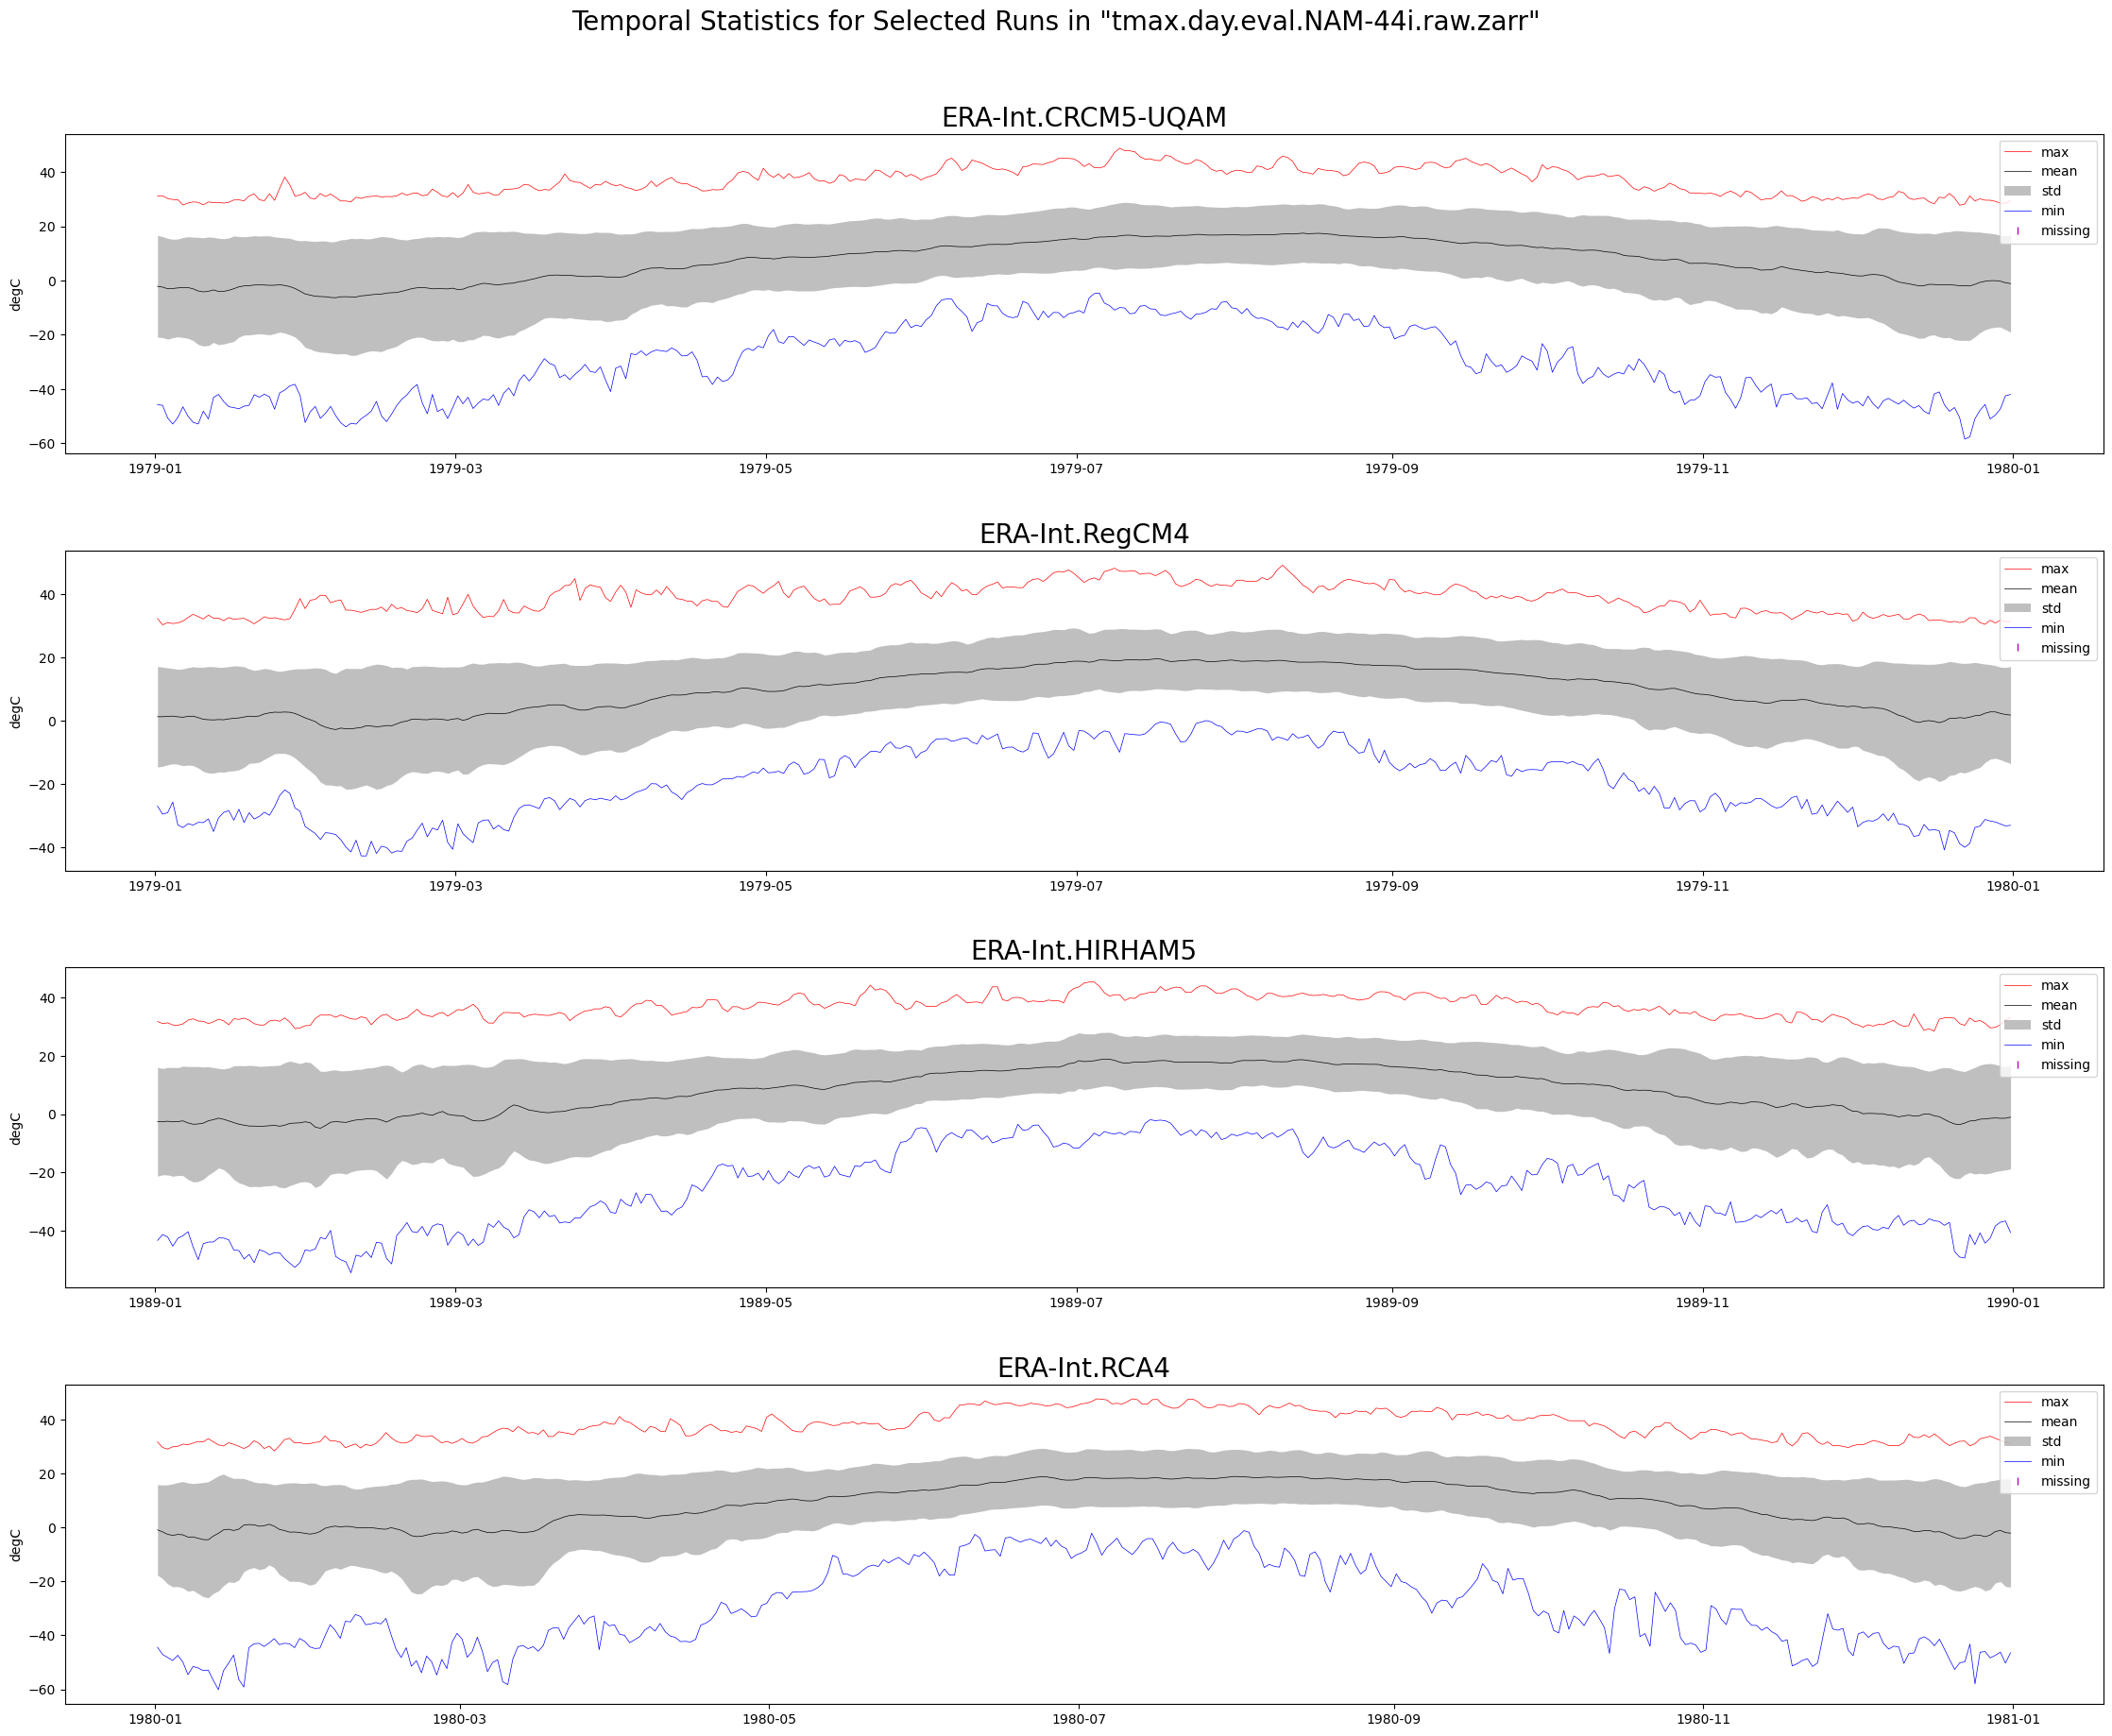 Temporal Statistics for Selected Runs in "tmax.day.eval.NAM-44i.raw.zarr"
ERA-Int.CRCM5-UQAM
max
mean
std
min
missing
40
20
0
−20
−40
−60
degC
1979-01 1979-03 1979-05 1979-07 1979-09 1979-11 1980-01
ERA-Int.RegCM4
max
mean
std
min
missing
40
20
0
−20
−40
degC
1979-01 1979-03 1979-05 1979-07 1979-09 1979-11 1980-01
ERA-Int.HIRHAM5
max
mean
std
min
missing
40
20
0
−20
−40
degC
1989-01 1989-03 1989-05 1989-07 1989-09 1989-11 1990-01
ERA-Int.RCA4
max
mean
std
min
missing
40
20
0
−20
−40
−60
degC
1980-01 1980-03 1980-05 1980-07 1980-09 1980-11 1981-01